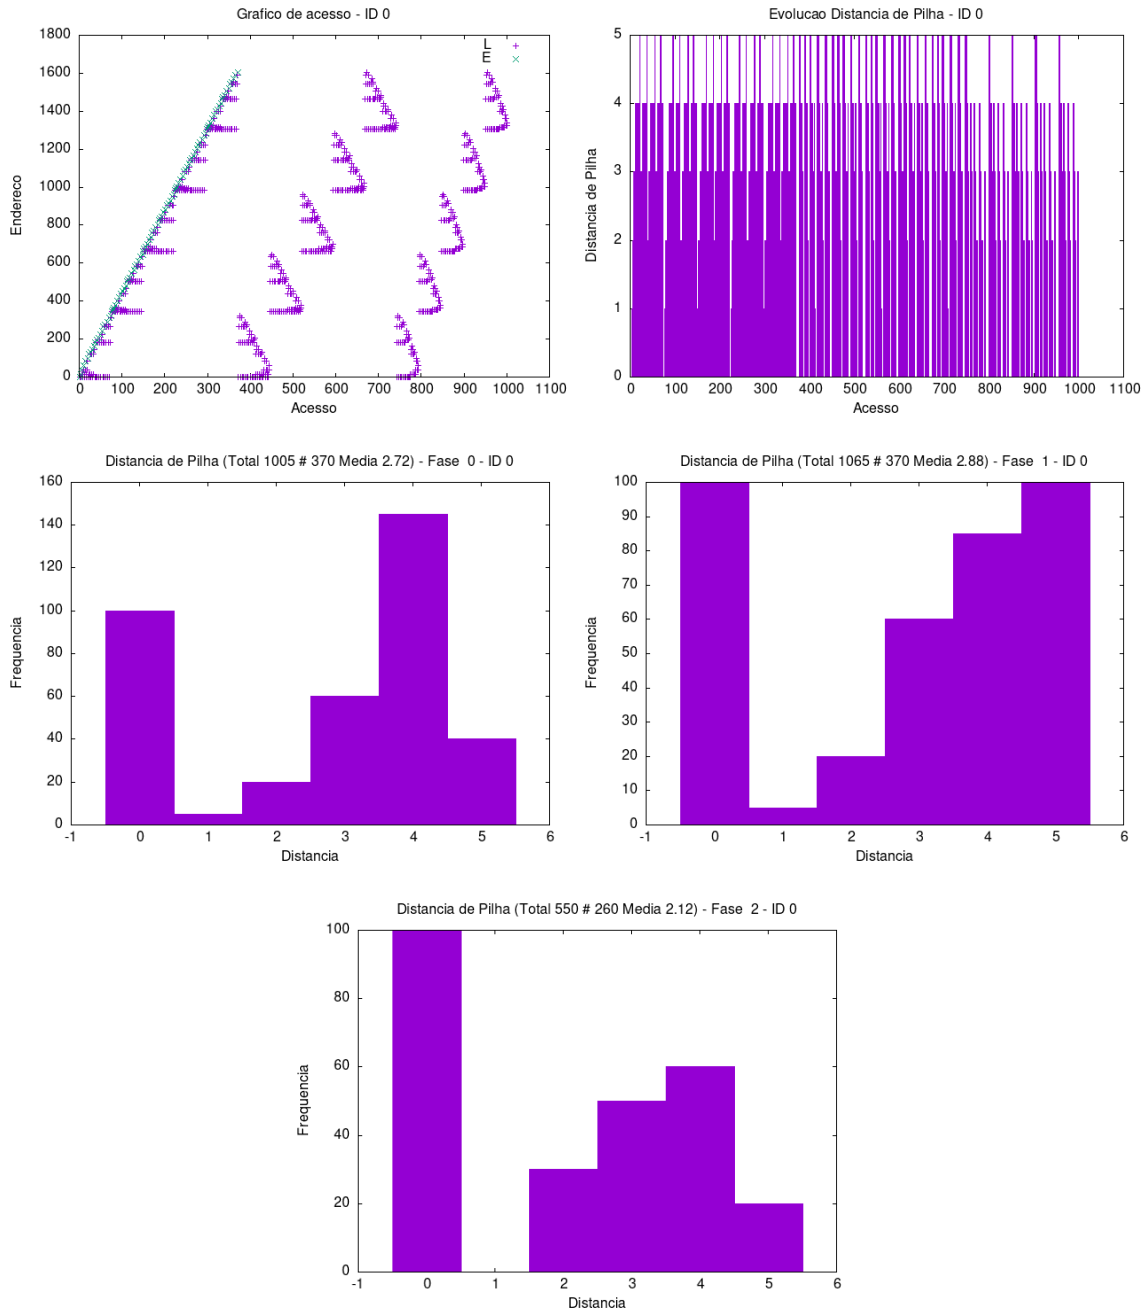 Grafico de acesso - ID 0
1800
1600
1400
1200
1000
800
600
400
200
0
L
E
Endereco
0 100 200 300 400 500 600 700 800 900 1000 1100
Acesso
Evolucao Distancia de Pilha - ID 0
5
4
3
2
1
0
Distancia de Pilha
0 100 200 300 400 500 600 700 800 900 1000 1100
Acesso
Distancia de Pilha (Total 1005 # 370 Media 2.72) - Fase 0 - ID 0
160
140
120
100
80
60
40
20
0
Frequencia
-1 0 1 2 3 4 5 6
Distancia
Distancia de Pilha (Total 1065 # 370 Media 2.88) - Fase 1 - ID 0
100
90
80
70
60
50
40
30
20
10
0
Frequencia
-1 0 1 2 3 4 5 6
Distancia
Distancia de Pilha (Total 550 # 260 Media 2.12) - Fase 2 - ID 0
100
80
60
40
20
0
Frequencia
-1 0 1 2 3 4 5 6
Distancia